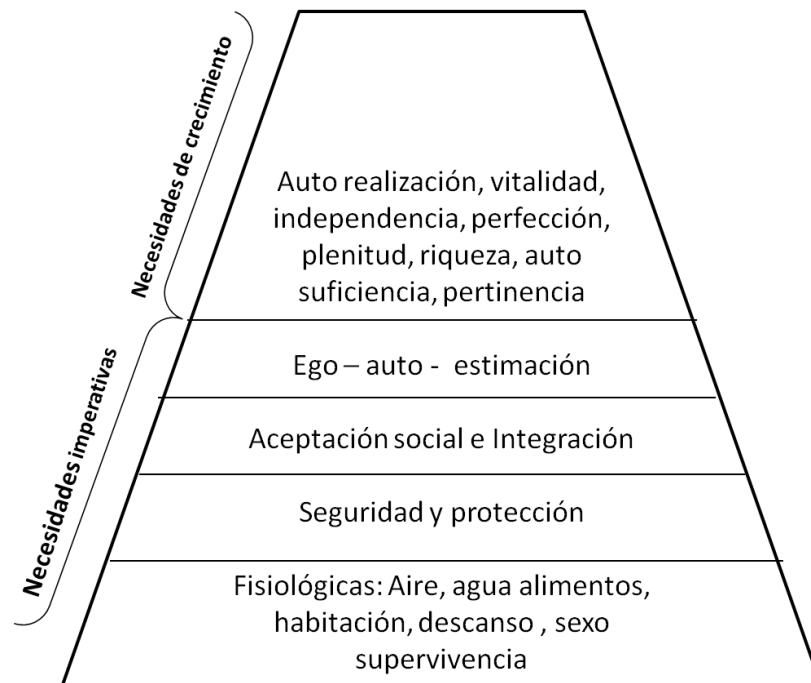 Necesidades de crecimiento
Auto realización, vitalidad,
independencia, perfección,
plenitud, riqueza, auto
suficiencia, pertinencia
Necesidades imperativas
Ego – auto - estimación
Aceptación social e Integración
Seguridad y protección
Fisiológicas: Aire, agua alimentos,
habitación, descanso , sexo
supervivencia